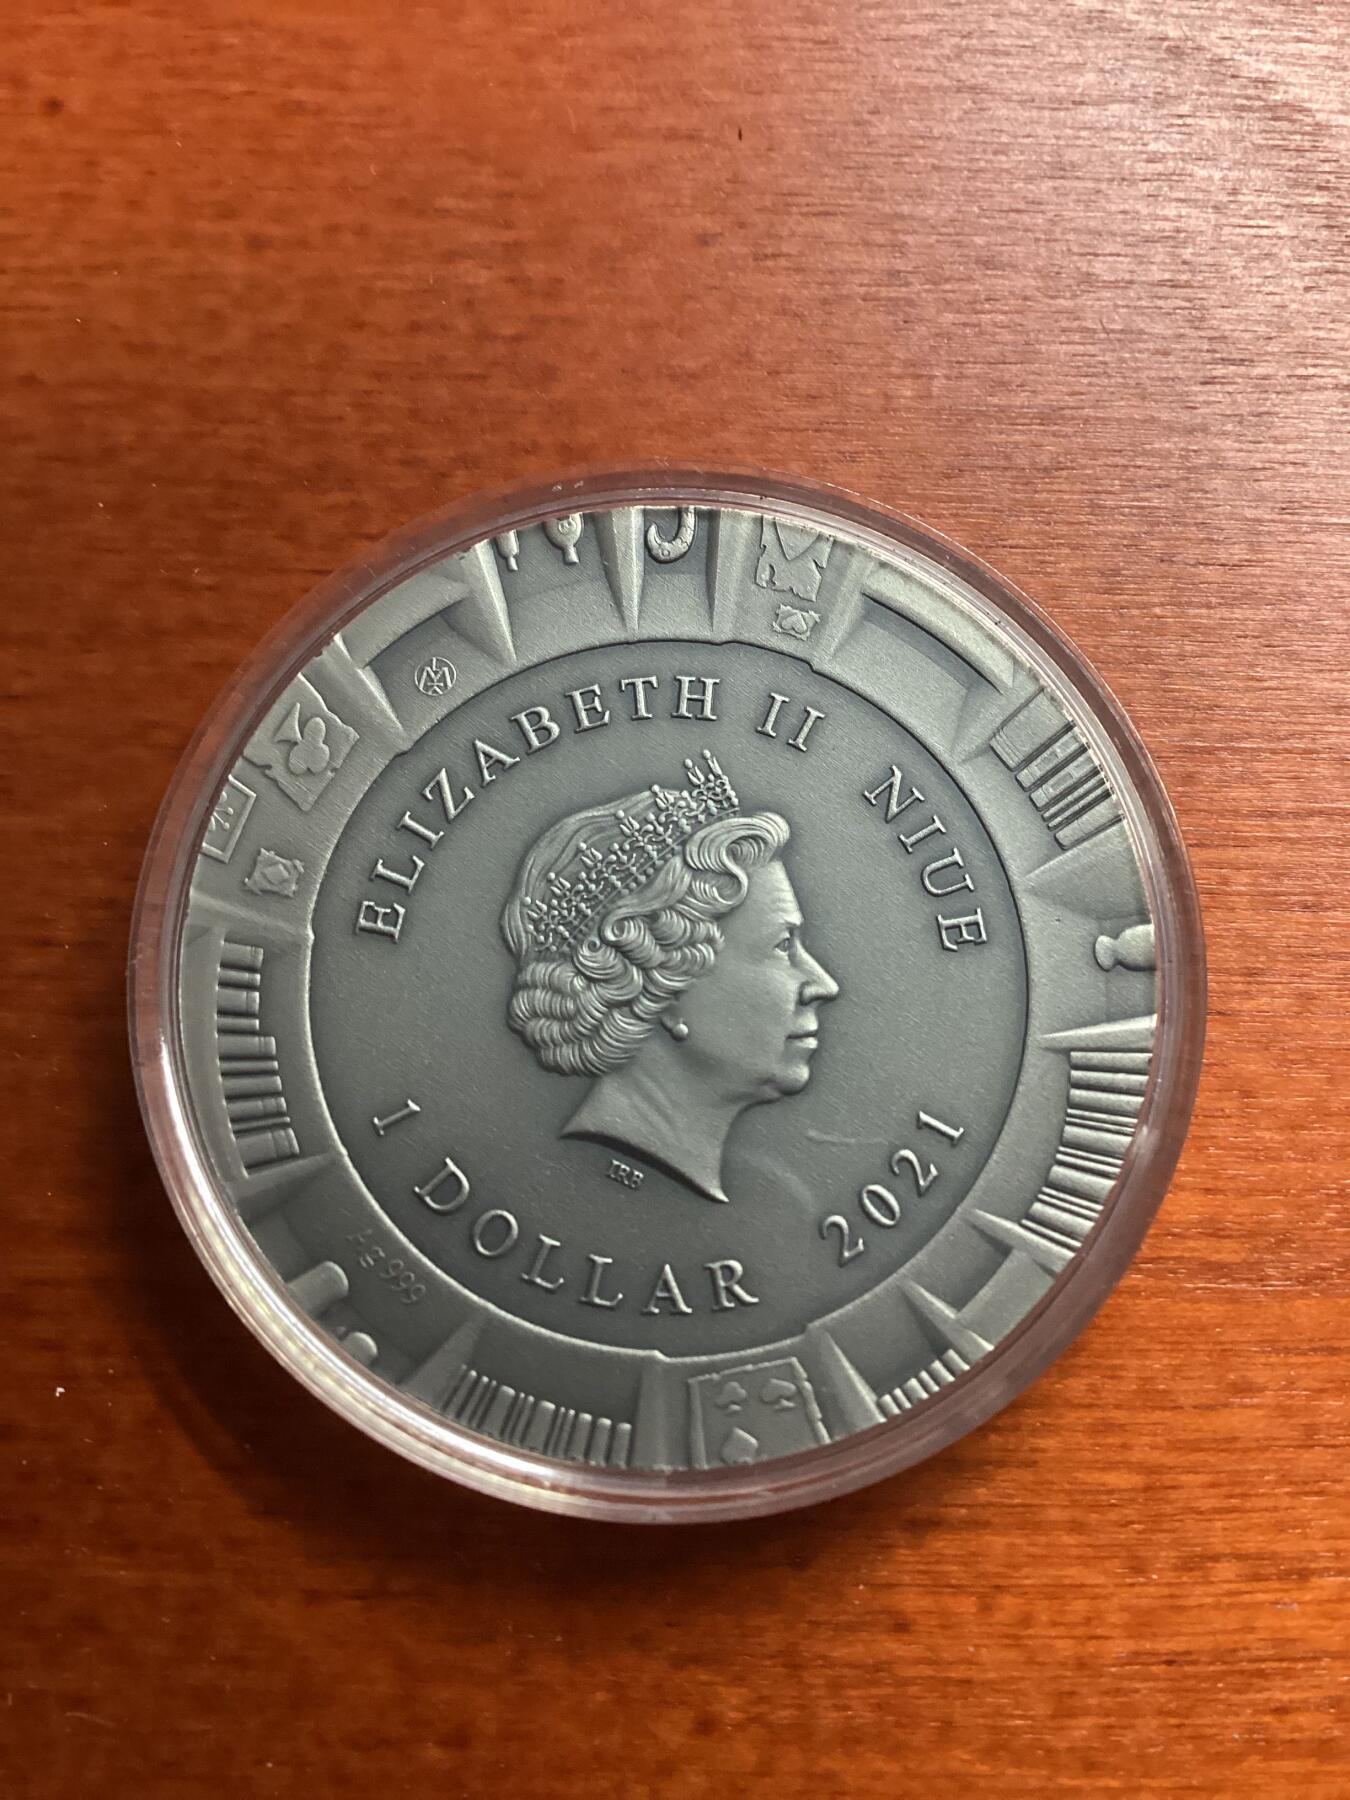 ELIZABETH II NIUE
IRB
1 DOLLAR 2021
Ag 999